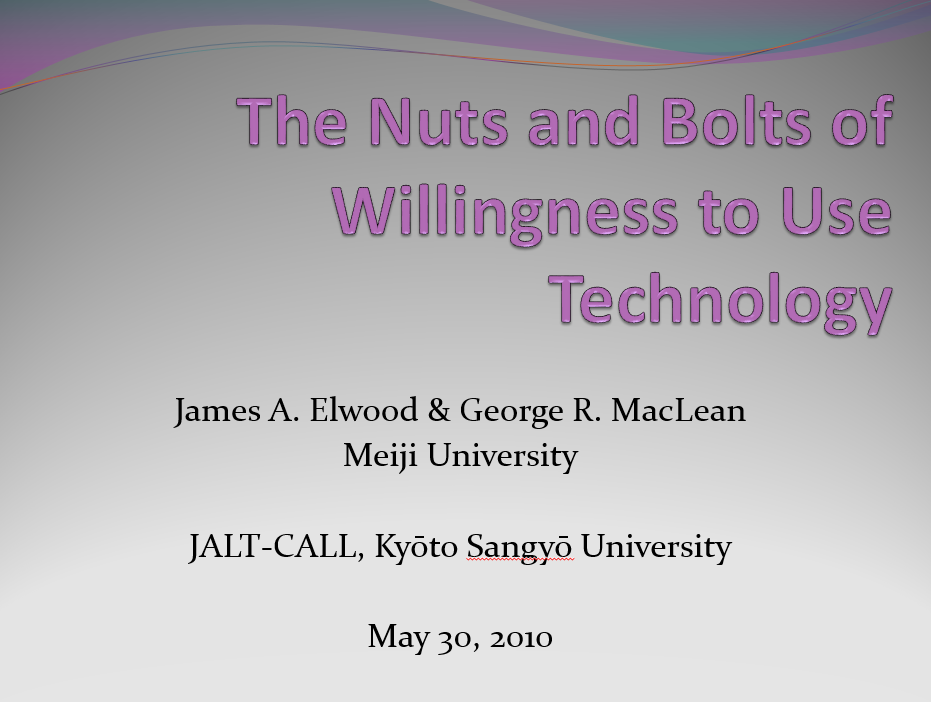 The Nuts and Bolts of
Willingness to Use
Technology
James A. Elwood & George R. MacLean
Meiji University
JALT-CALL, Kyōto Sangyō University
May 30, 2010